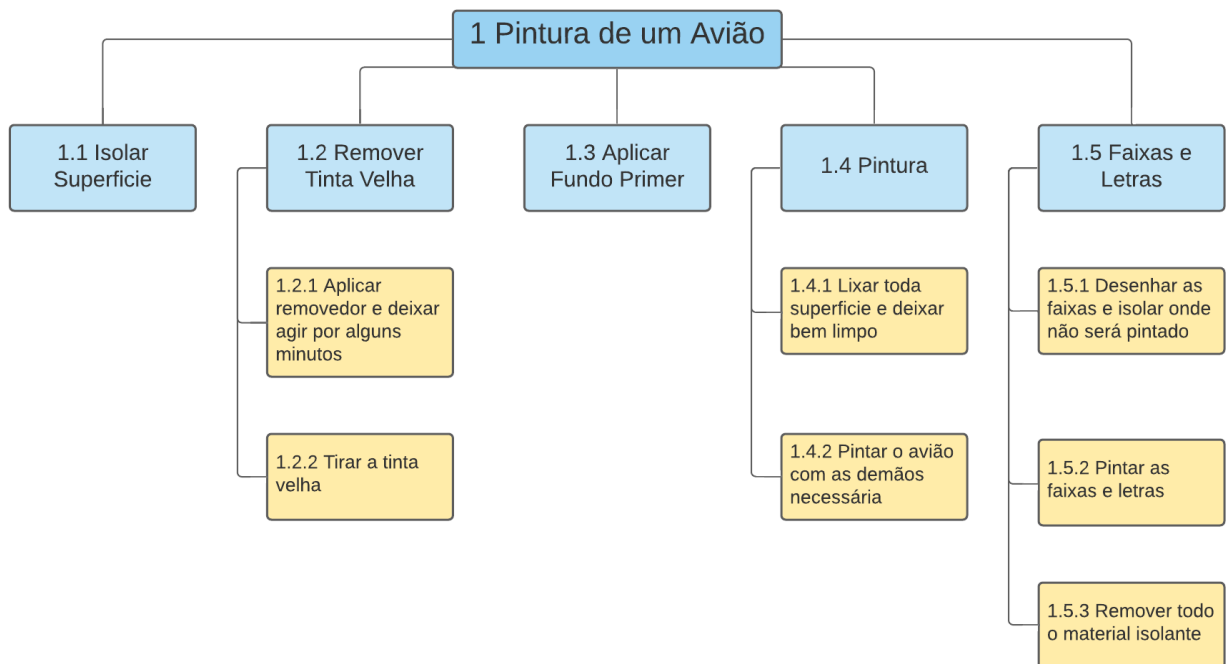 1 Pintura de um Avião
1.1 Isolar
Superficie
1.2 Remover
Tinta Velha
1.3 Aplicar
Fundo Primer
1.4 Pintura
1.5 Faixas e
Letras
1.2.1 Aplicar
removedor e deixar
agir por alguns
minutos
1.4.1 Lixar toda
superficie e deixar
bem limpo
1.5.1 Desenhar as
faixas e isolar onde
não será pintado
1.2.2 Tirar a tinta
velha
1.4.2 Pintar o avião
com as demãos
necessária
1.5.2 Pintar as
faixas e letras
1.5.3 Remover todo
o material isolante